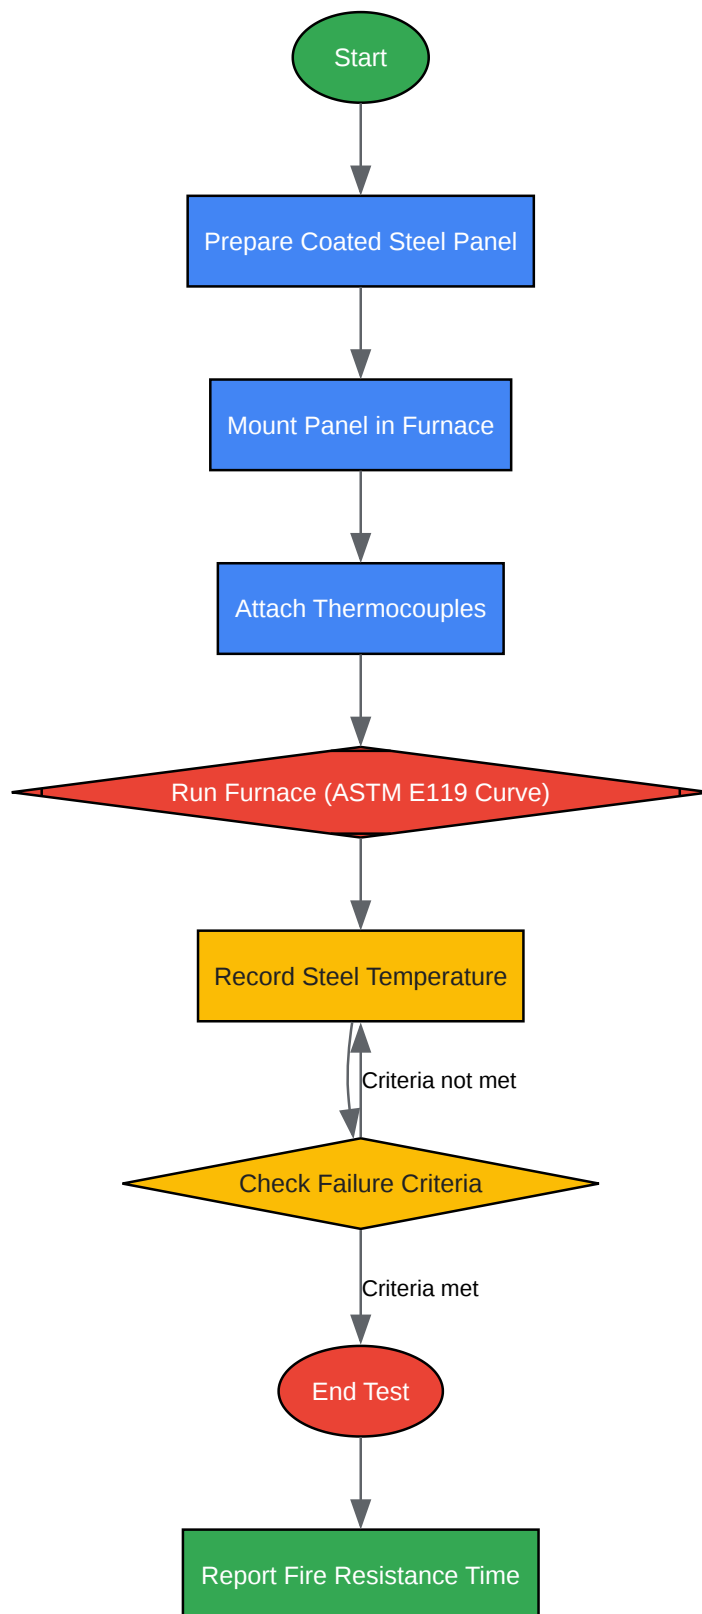 Start
Prepare Coated Steel Panel
Mount Panel in Furnace
Attach Thermocouples
Run Furnace (ASTM E119 Curve)
Record Steel Temperature
Criteria not met
Check Failure Criteria
Criteria met
End Test
Report Fire Resistance Time